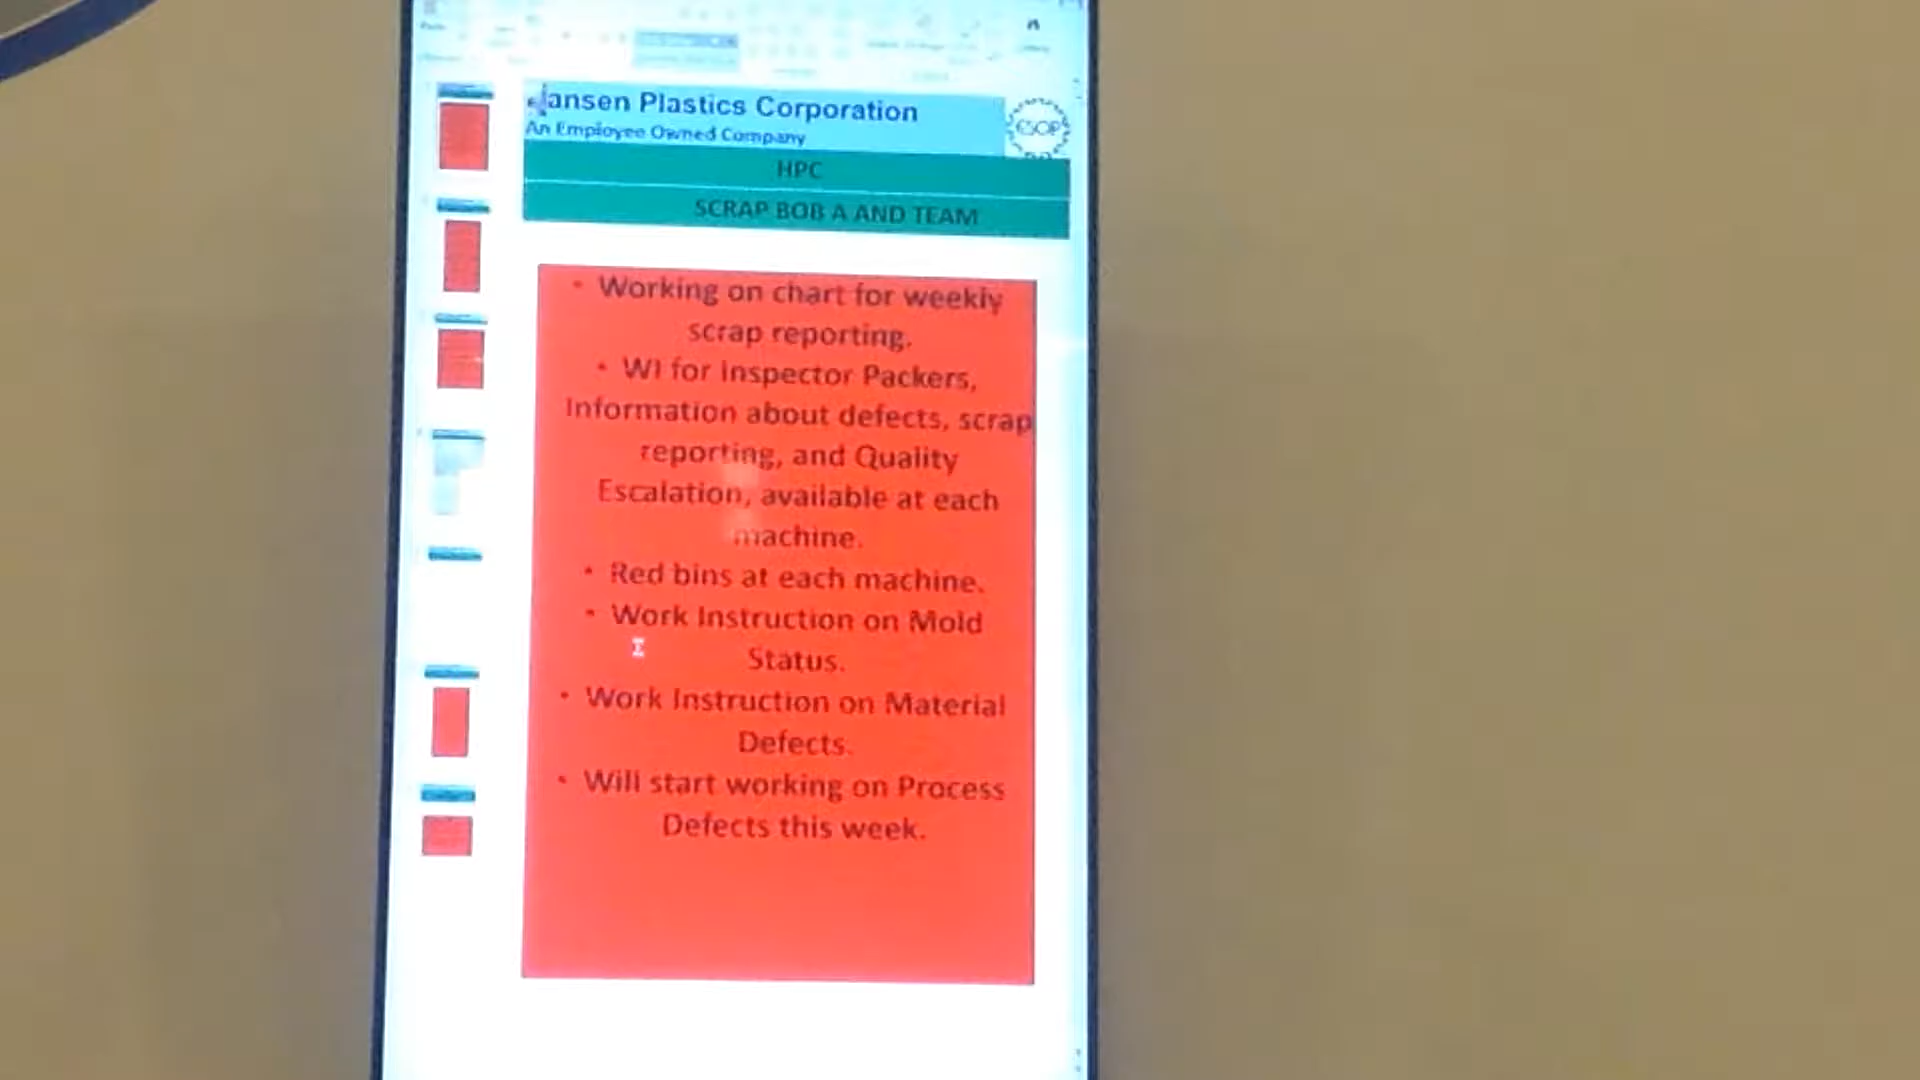 ansen Plastics Corporation
An Employee Owned Company
ESOP
HPC
SCRAP BOB A AND TEAM
• Working on chart for weekly
scrap reporting.
• WI for Inspector Packers,
Information about defects, scrap
reporting, and Quality
Escalation, available at each
machine.
• Red bins at each machine.
• Work Instruction on Mold
Status.
• Work Instruction on Material
Defects.
• Will start working on Process
Defects this week.